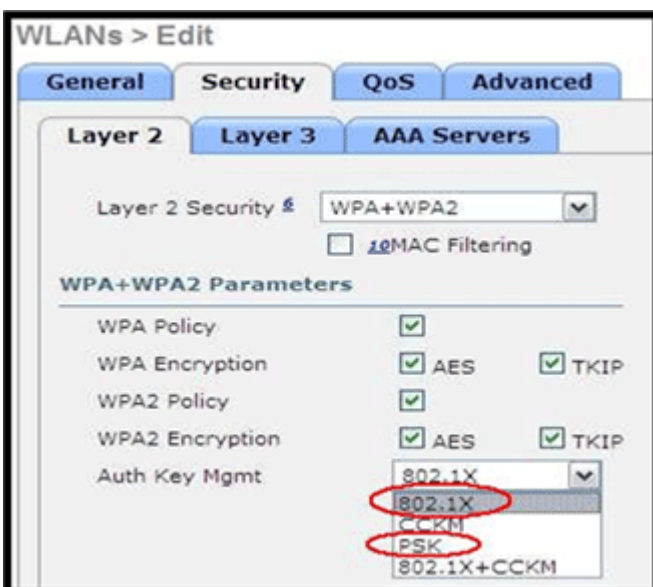 WLANs > Edit
General Security QoS Advanced
Layer 2 Layer 3 AAA Servers
Layer 2 Security 6 WPA+WPA2
10MAC Filtering
WPA+WPA2 Parameters
WPA Policy
WPA Encryption AES TKIP
WPA2 Policy
WPA2 Encryption AES TKIP
Auth Key Mgmt 802.1X
802.1X
CCKM
PSK
802.1X+CCKM